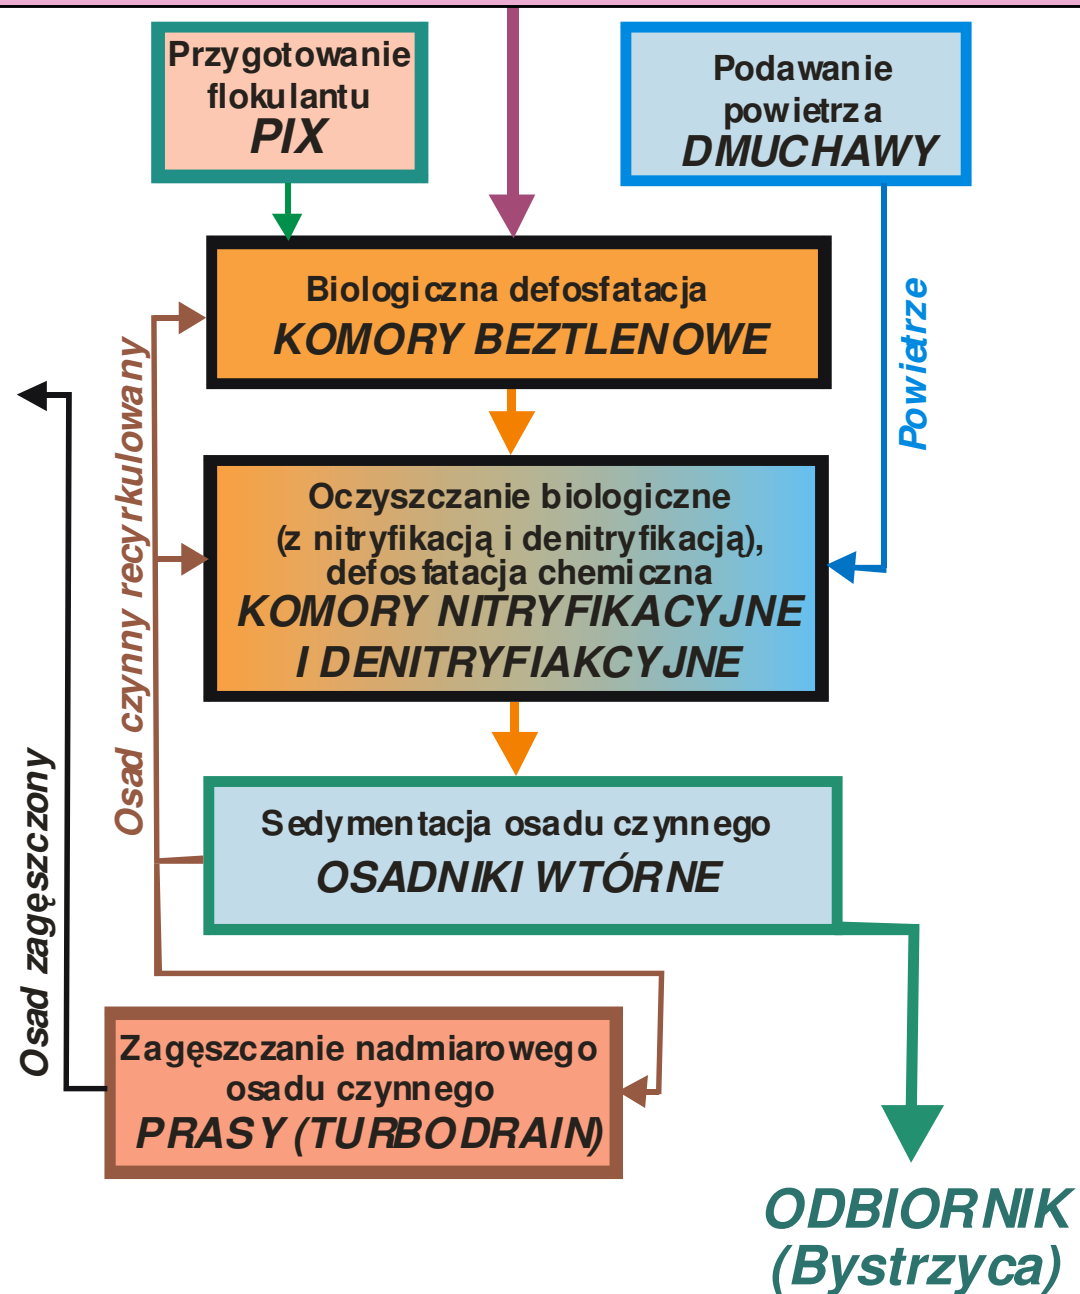 Przygotowanie
flokulantu
PIX
Podawanie
powietrza
DMUCHAWY
Biologiczna defosfatacja
KOMORY BEZTLENOWE
Powietrze
Osad czynny recyrkulowany
Oczyszczanie biologiczne
(z nitryfikacją i denitryfikacją),
defosfatacja chemiczna
KOMORY NITRYFIKACYJNE
I DENITRYFIAKCYJNE
Sedymentacja osadu czynnego
OSADNIKI WTÓRNE
Osad zagęszczony
Zagęszczanie nadmiarowego
osadu czynnego
PRASY (TURBODRAIN)
ODBIORNIK
(Bystrzyca)